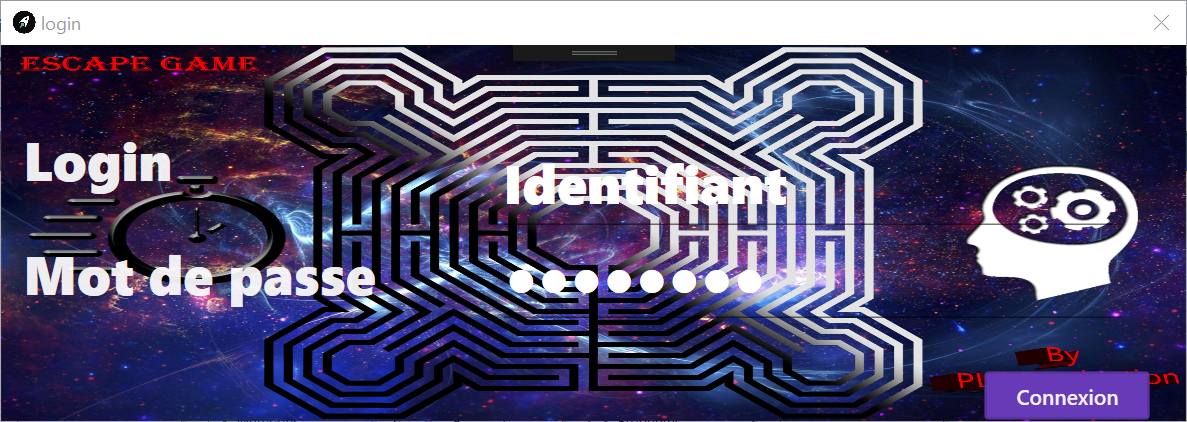 login
ESCAPE GAME
Login
Identifiant
Mot de passe
By
Connexion